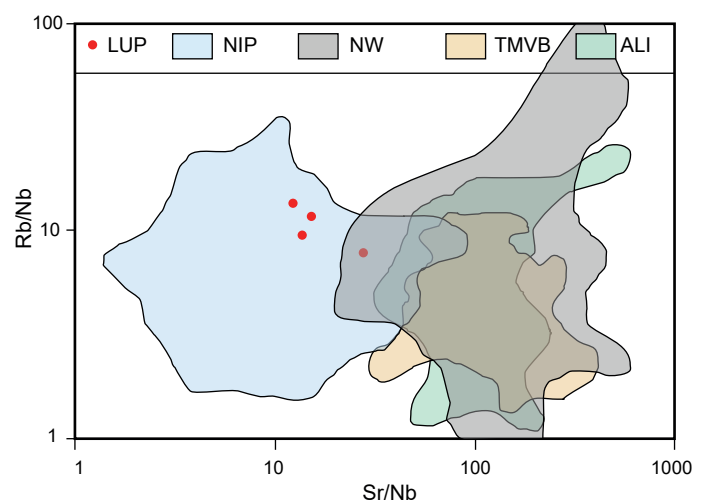 100
LUP NIP NW TMVB ALI
Rb/Nb
10
1
1 10 100 1000
Sr/Nb